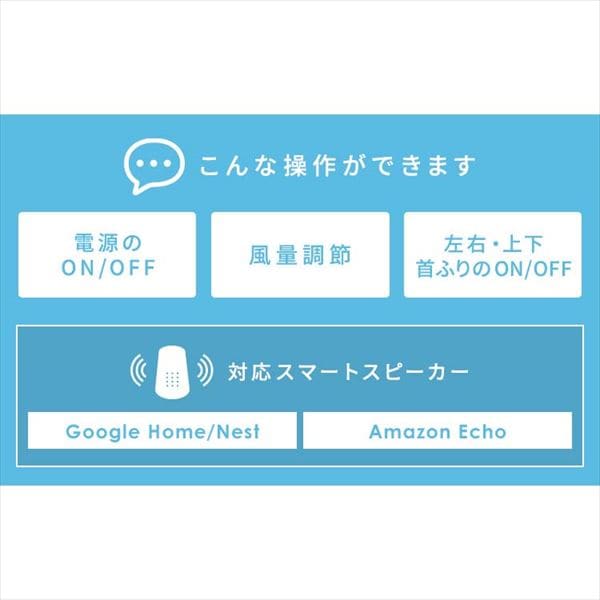 こんな操作ができます
電源の
ON/OFF
風量調節
左右・上下
首ふりのON/OFF
対応スマートスピーカー
Google Home/Nest
Amazon Echo